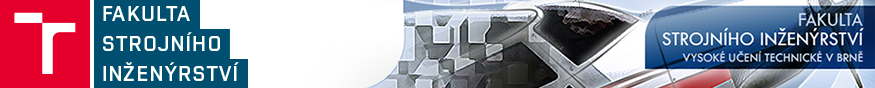 FAKULTA
STROJNÍHO
INŽENÝRSTVÍ
FAKULTA
STROJNÍHO INŽENÝRSTVÍ
VYSOKÉ UČENÍ TECHNICKÉ V BRNĚ